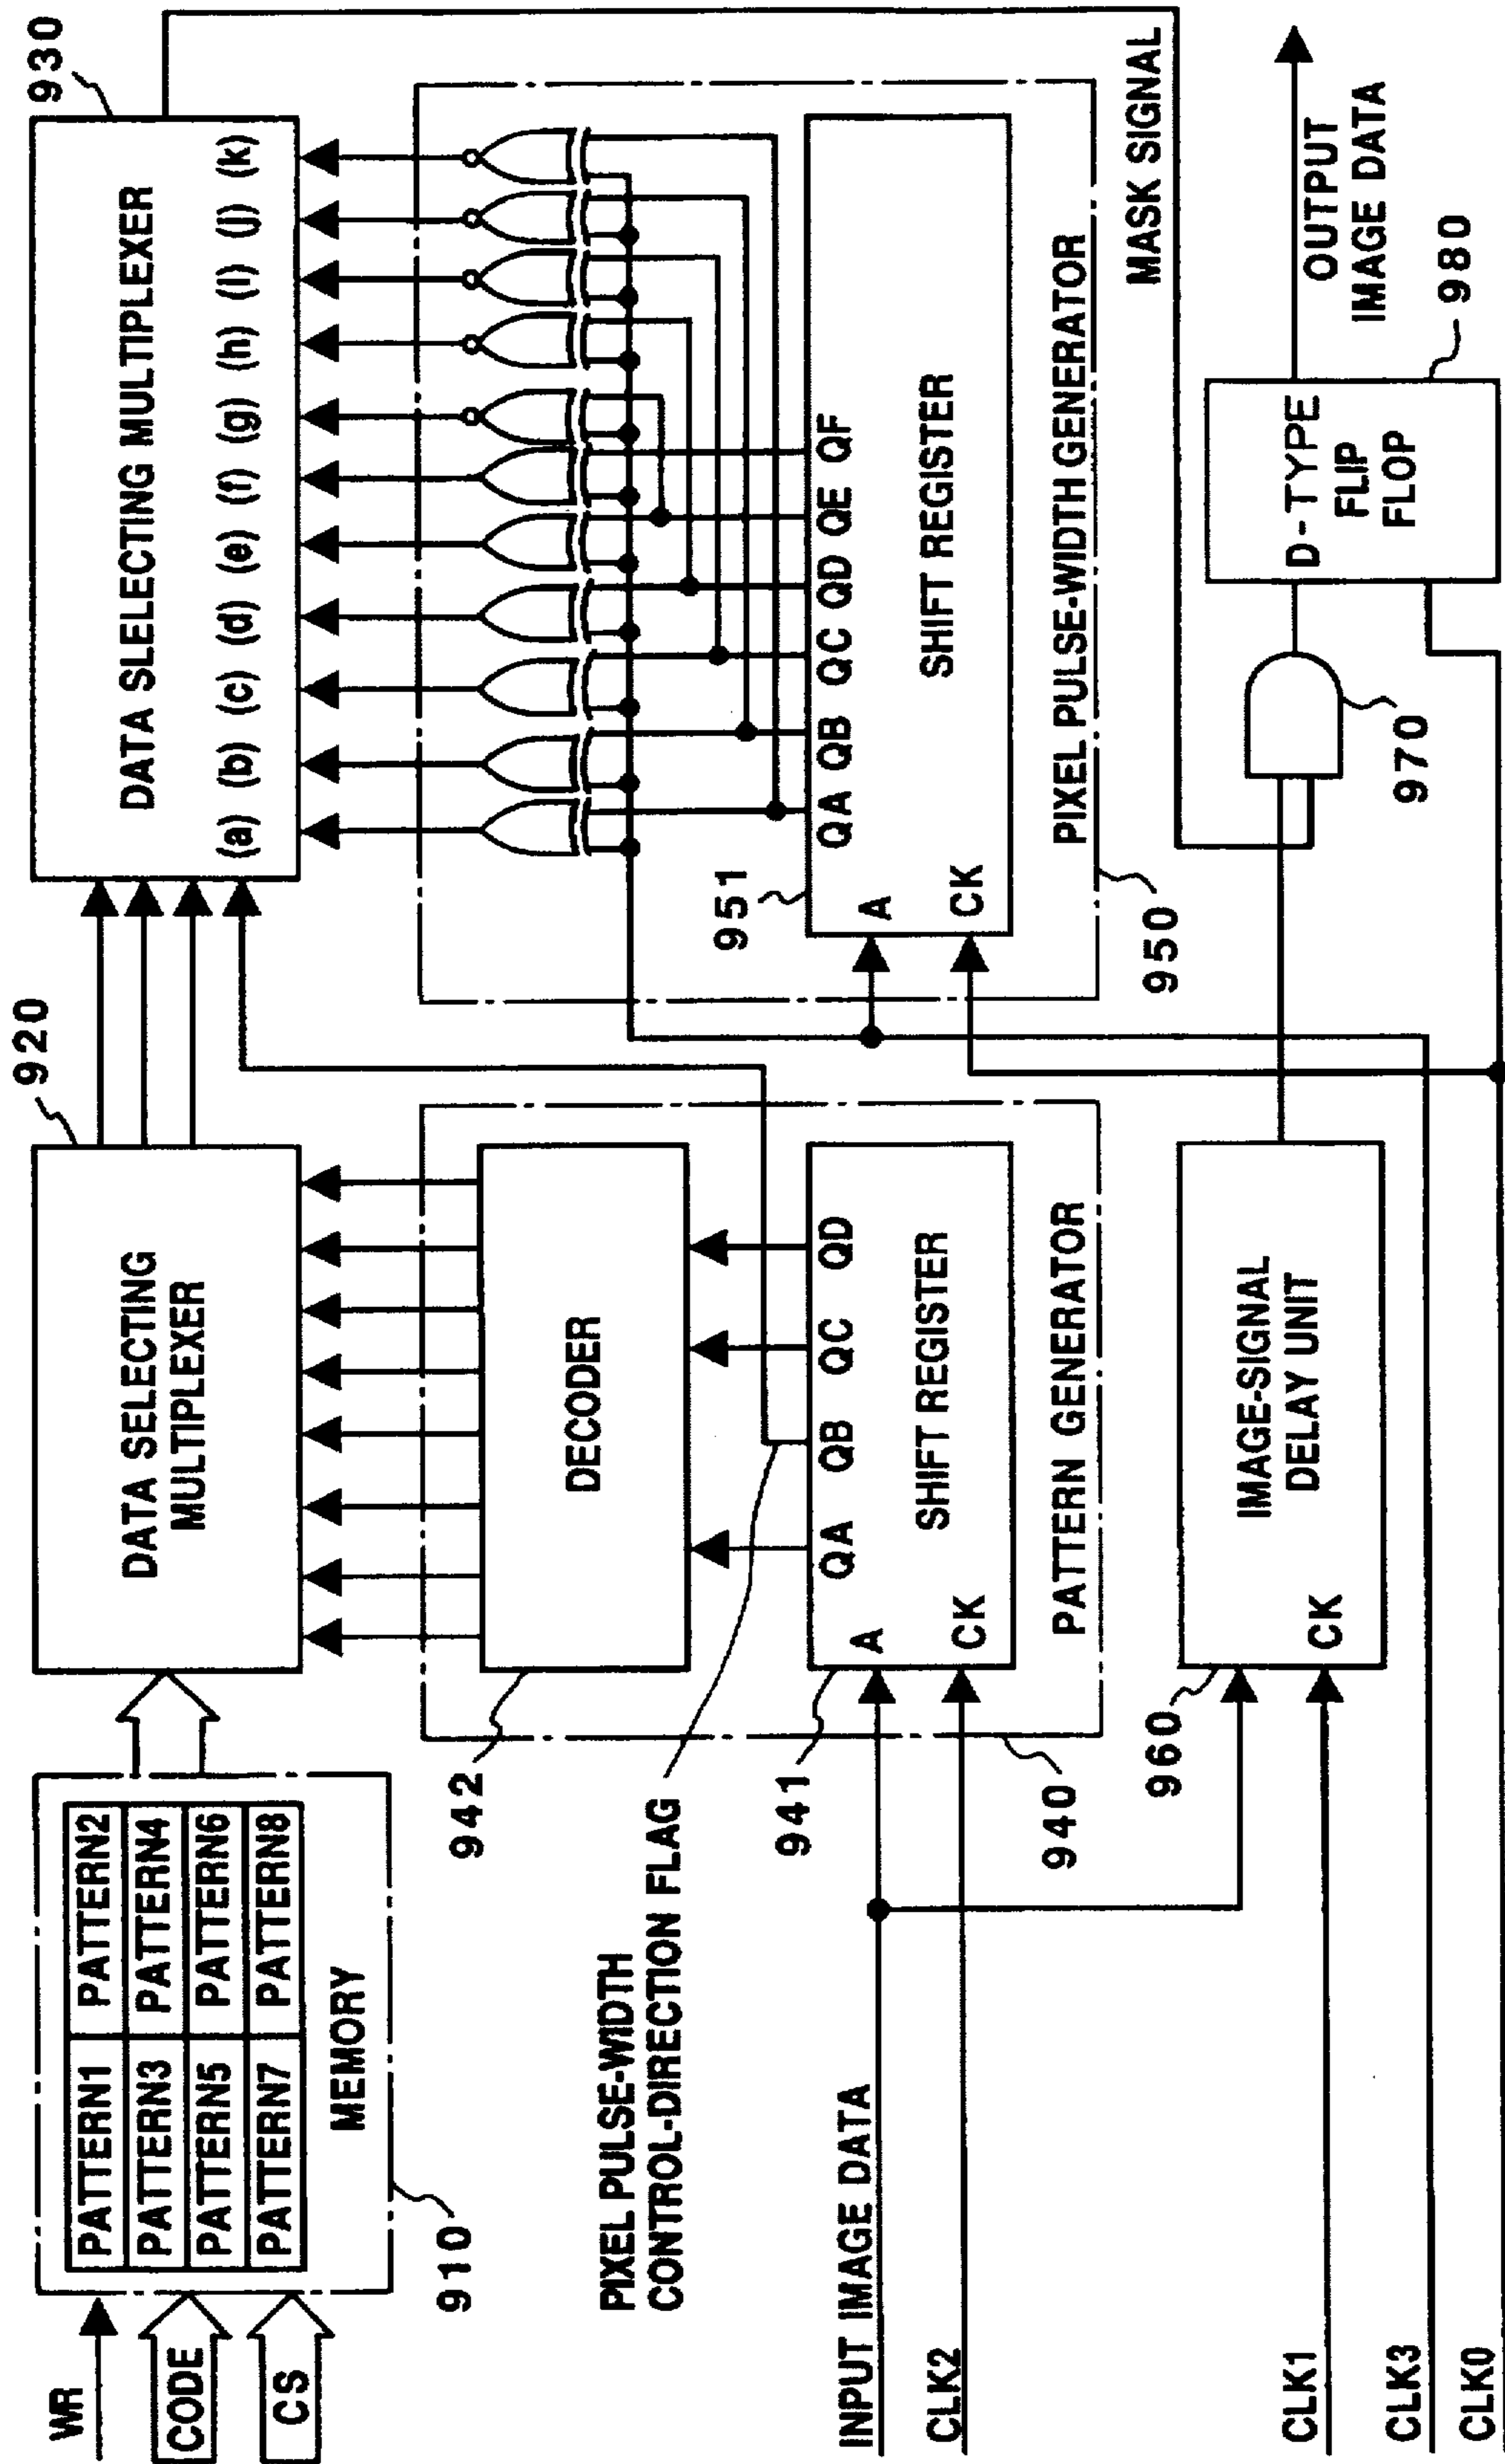 WR
CODE
CS
PATTERN1 PATTERN2
PATTERN3 PATTERN4
PATTERN5 PATTERN6
PATTERN7 PATTERN8
MEMORY
910
920
DATA SELECTING
MULTIPLEXER
930
DATA SLELECTING MULTIPLEXER
(a) (b) (c) (d) (e) (f) (g) (h) (I) (J) (k)
942
DECODER
PIXEL PULSE-WIDTH
CONTROL-DIRECTION FLAG
941
QA QB QC QD
A
SHIFT REGISTER
CK
PATTERN GENERATOR
940
951
QA QB QC QD QE QF
A
SHIFT REGISTER
CK
PIXEL PULSE-WIDTH GENERATOR
950
MASK SIGNAL
INPUT IMAGE DATA
CLK2
960
IMAGE-SIGNAL
DELAY UNIT
CK
970
D-TYPE
FLIP
FLOP
980
OUTPUT
IMAGE DATA
CLK1
CLK3
CLK0